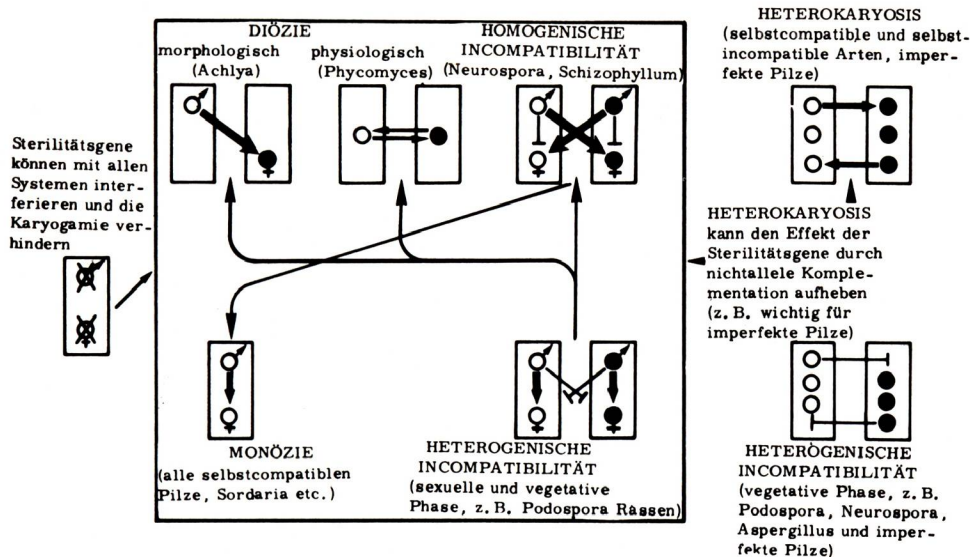 DIÖZIE
morphologisch
(Achlya)
physiologisch
(Phycomyces)
HOMOGENISCHE
INCOMPATIBILITÄT
(Neurospora, Schizophyllum)
HETEROKARYOSIS
(selbstcompatible und selbst-
incompatible Arten, imper-
fekte Pilze)
Sterilitätsgene
können mit allen
Systemen inter-
ferieren und die
Karyogamie ver-
hindern
HETEROKARYOSIS
kann den Effekt der
Sterilitätsgene durch
nichtallele Komple-
mentation aufheben
(z. B. wichtig für
imperfekte Pilze)
MONÖZIE
(alle selbstcompatiblen
Pilze, Sordaria etc.)
HETEROGENISCHE
INCOMPATIBILITÄT
(sexuelle und vegetative
Phase, z. B. Podospora Rassen)
HETEROGENISCHE
INCOMPATIBILITÄT
(vegetative Phase, z. B.
Podospora, Neurospora,
Aspergillus und imper-
fekte Pilze)